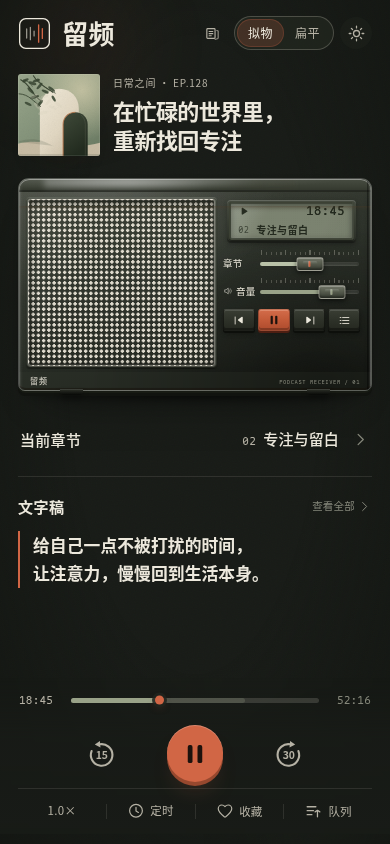 留频
拟物
扁平
日常之间 · EP.128
在忙碌的世界里，
重新找回专注
18:45
02 专注与留白
章节
音量
留频
PODCAST RECEIVER / 01
当前章节
02 专注与留白
文字稿
查看全部
给自己一点不被打扰的时间，
让注意力，慢慢回到生活本身。
18:45
52:16
15
30
1.0×
定时
收藏
队列